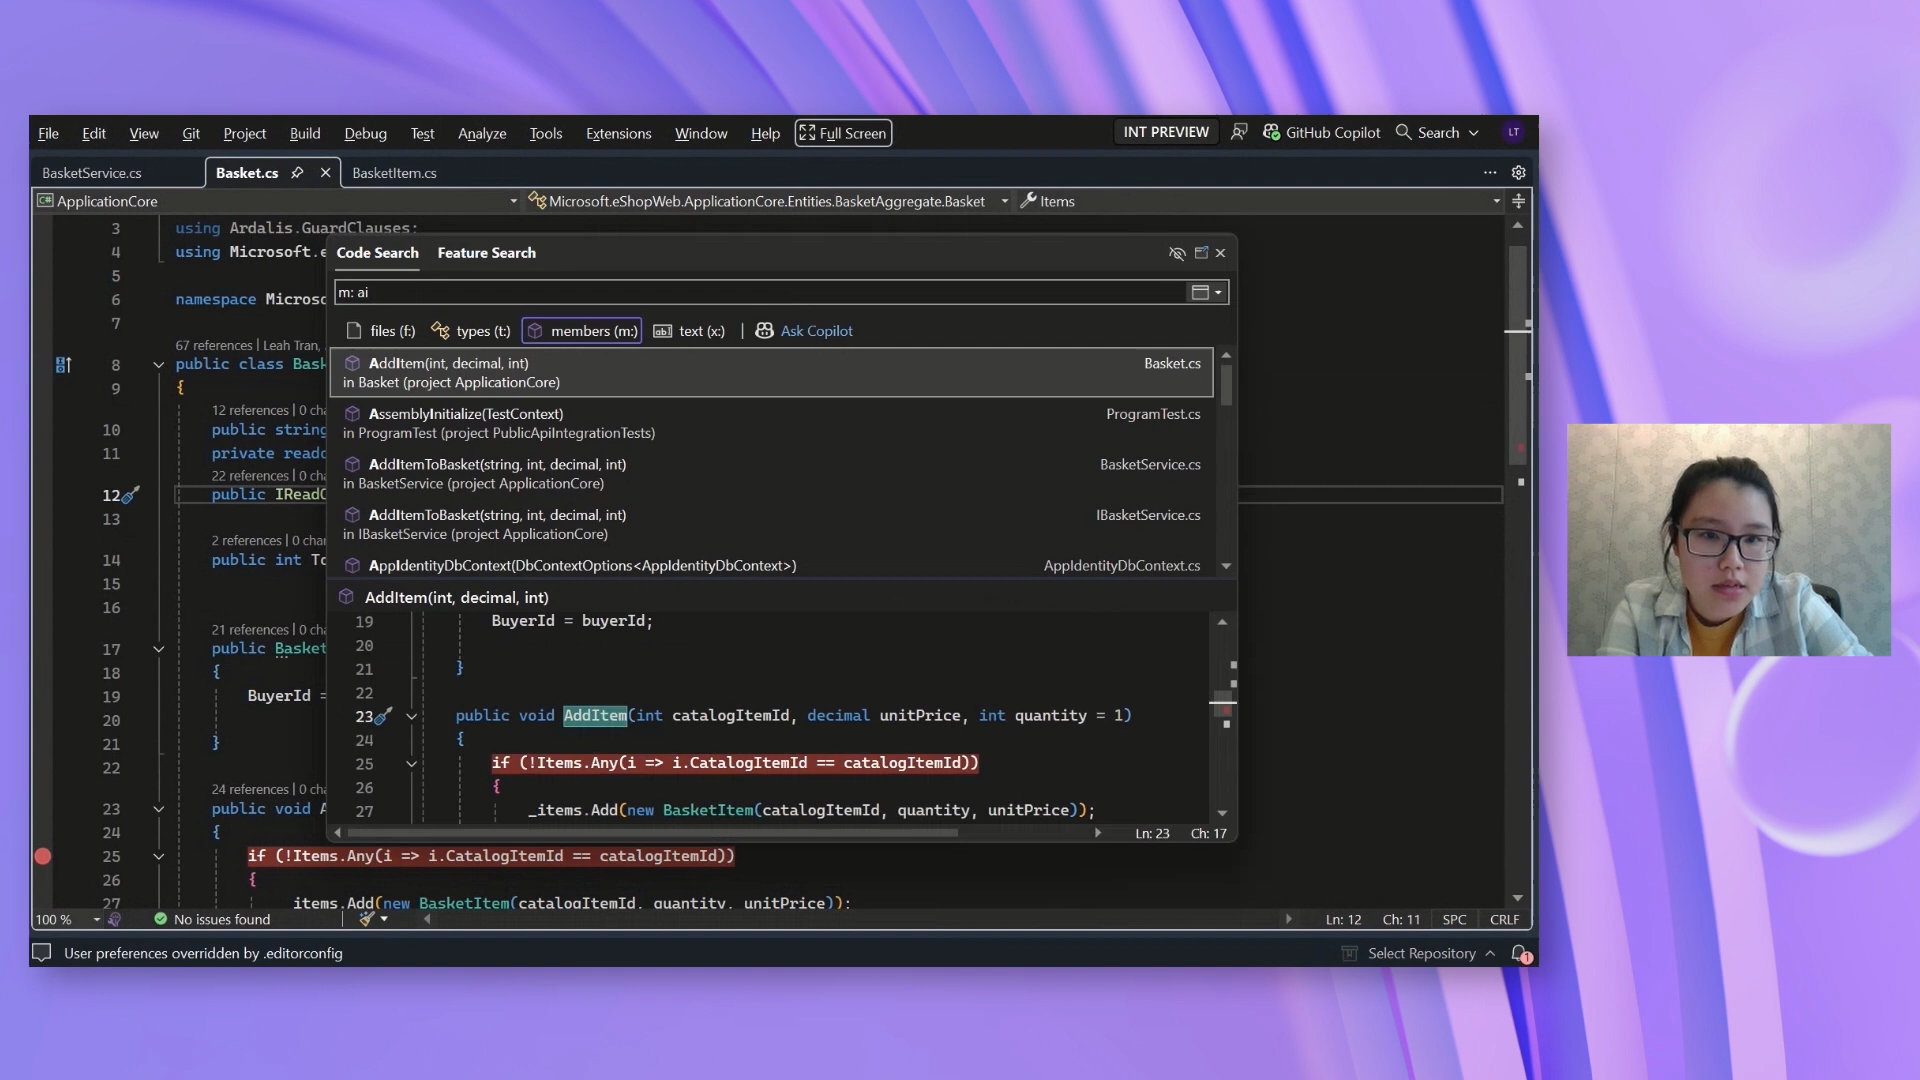 File Edit View Git Project Build Debug Test Analyze Tools Extensions Window Help Full Screen INT PREVIEW GitHub Copilot Search LT
BasketService.cs Basket.cs BasketItem.cs
C# ApplicationCore Microsoft.eShopWeb.ApplicationCore.Entities.BasketAggregate.Basket Items
3 using Ardalis.GuardClauses;
4 using Microsoft.e
5
6 namespace Microso
7
67 references | Leah Tran,
8 public class Bask
9 {
12 references | 0 cha
10 public string
11 private reado
22 references | 0 cha
12 public IReadO
13
2 references | 0 char
14 public int To
15
16
21 references | 0 cha
17 public Basket
18 {
19 BuyerId =
20
21 }
22
24 references | 0 cha
23 public void A
24 {
25 if (!Items.Any(i => i.CatalogItemId == catalogItemId))
26 {
27 _items.Add(new BasketItem(catalogItemId, quantity, unitPrice));
Code Search Feature Search
m: ai
files (f:) types (t:) members (m:) text (x:) | Ask Copilot
AddItem(int, decimal, int) Basket.cs
in Basket (project ApplicationCore)
AssemblyInitialize(TestContext) ProgramTest.cs
in ProgramTest (project PublicApiIntegrationTests)
AddItemToBasket(string, int, decimal, int) BasketService.cs
in BasketService (project ApplicationCore)
AddItemToBasket(string, int, decimal, int) IBasketService.cs
in IBasketService (project ApplicationCore)
AppIdentityDbContext(DbContextOptions<AppIdentityDbContext>) AppIdentityDbContext.cs
AddItem(int, decimal, int)
19 BuyerId = buyerId;
20
21 }
22
23 public void AddItem(int catalogItemId, decimal unitPrice, int quantity = 1)
24 {
25 if (!Items.Any(i => i.CatalogItemId == catalogItemId))
26 {
27 _items.Add(new BasketItem(catalogItemId, quantity, unitPrice));
Ln: 23 Ch: 17
100 % No issues found Ln: 12 Ch: 11 SPC CRLF
User preferences overridden by .editorconfig Select Repository 1